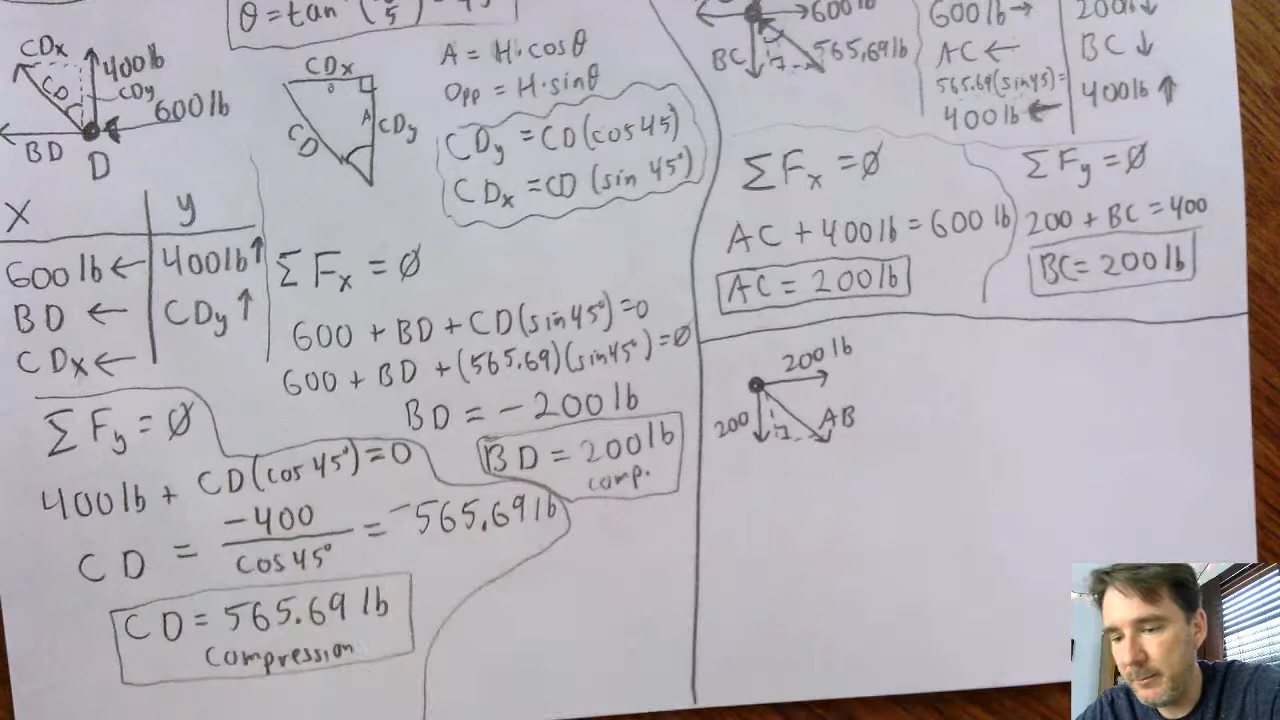 θ = tan
CDx
400 lb
CD
CDy
600 lb
BD
D
CDx
θ
CD
A
CDy
A = H·cosθ
Opp = H·sinθ
CDy = CD(cos 45)
CDx = CD (sin 45°)
X
y
600 lb ←
400 lb ↑
BD ←
CDy ↑
CDx ←
ΣFx = Ø
600 + BD + CD(sin 45°) = 0
600 + BD + (565.69)(sin 45°) = Ø
BD = -200 lb
BD = 200 lb
comp.
ΣFy = Ø
400 lb + CD(cos 45°) = 0
CD = -400 / cos 45° = -565.69 lb
CD = 565.69 lb
compression
600 lb
BC
565.69 lb
600 lb →
200 lb ↓
AC ←
BC ↓
565.69(sin 45) =
400 lb ←
400 lb ↑
ΣFx = Ø
AC + 400 lb = 600 lb
AC = 200 lb
ΣFy = Ø
200 + BC = 400
BC = 200 lb
200 lb
200
AB